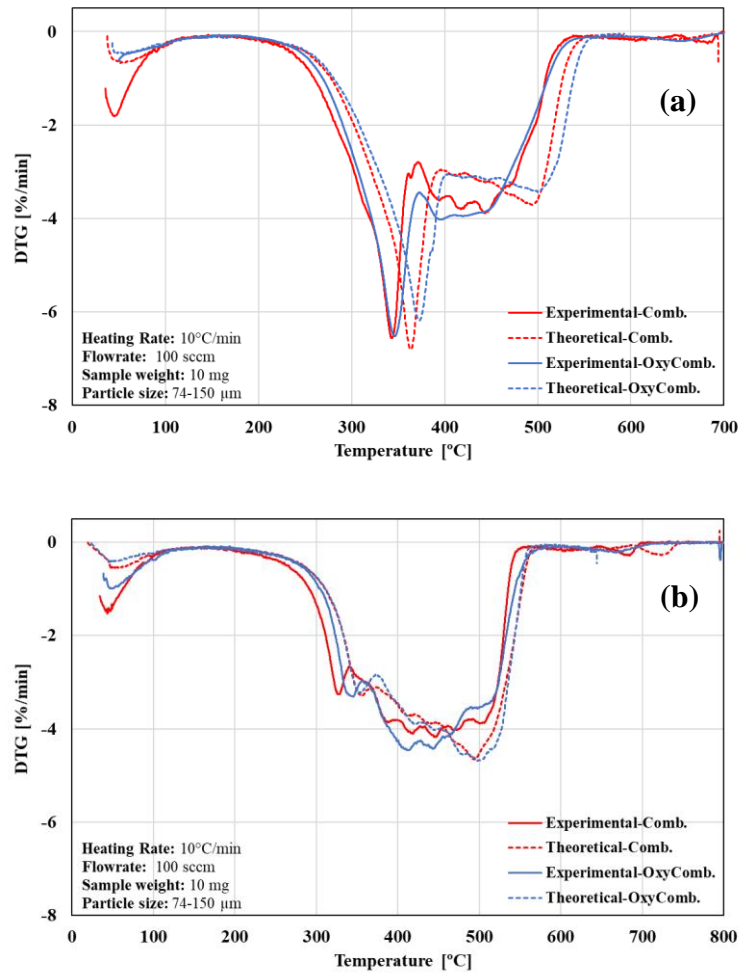 0
(a)
-2
DTG [%/min]
-4
-6
Experimental-Comb.
Theoretical-Comb.
Experimental-OxyComb.
Theoretical-OxyComb.
Heating Rate: 10°C/min
Flowrate: 100 sccm
Sample weight: 10 mg
Particle size: 74-150 µm
-8
0 100 200 300 400 500 600 700
Temperature [ºC]
0
(b)
-2
DTG [%/min]
-4
-6
Experimental-Comb.
Theoretical-Comb.
Experimental-OxyComb.
Theoretical-OxyComb.
Heating Rate: 10°C/min
Flowrate: 100 sccm
Sample weight: 10 mg
Particle size: 74-150 µm
-8
0 100 200 300 400 500 600 700 800
Temperature [ºC]